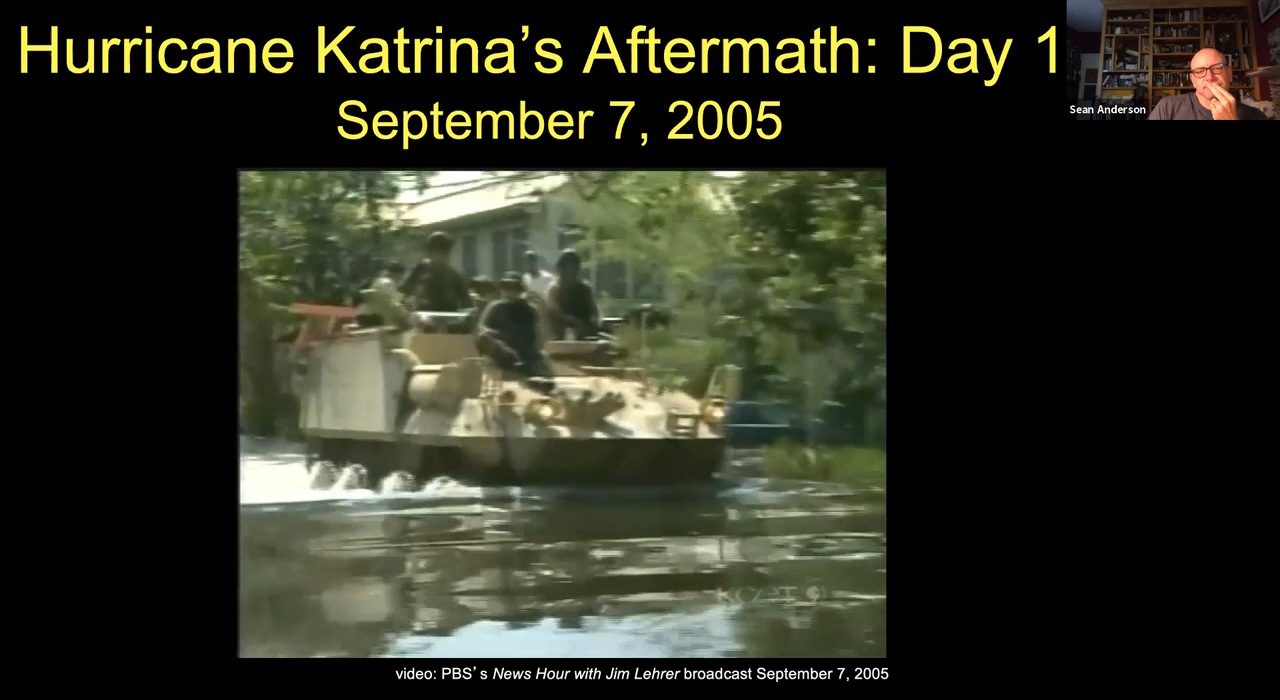 Hurricane Katrina’s Aftermath: Day 1
September 7, 2005
Sean Anderson
KCET
video: PBS’s News Hour with Jim Lehrer broadcast September 7, 2005